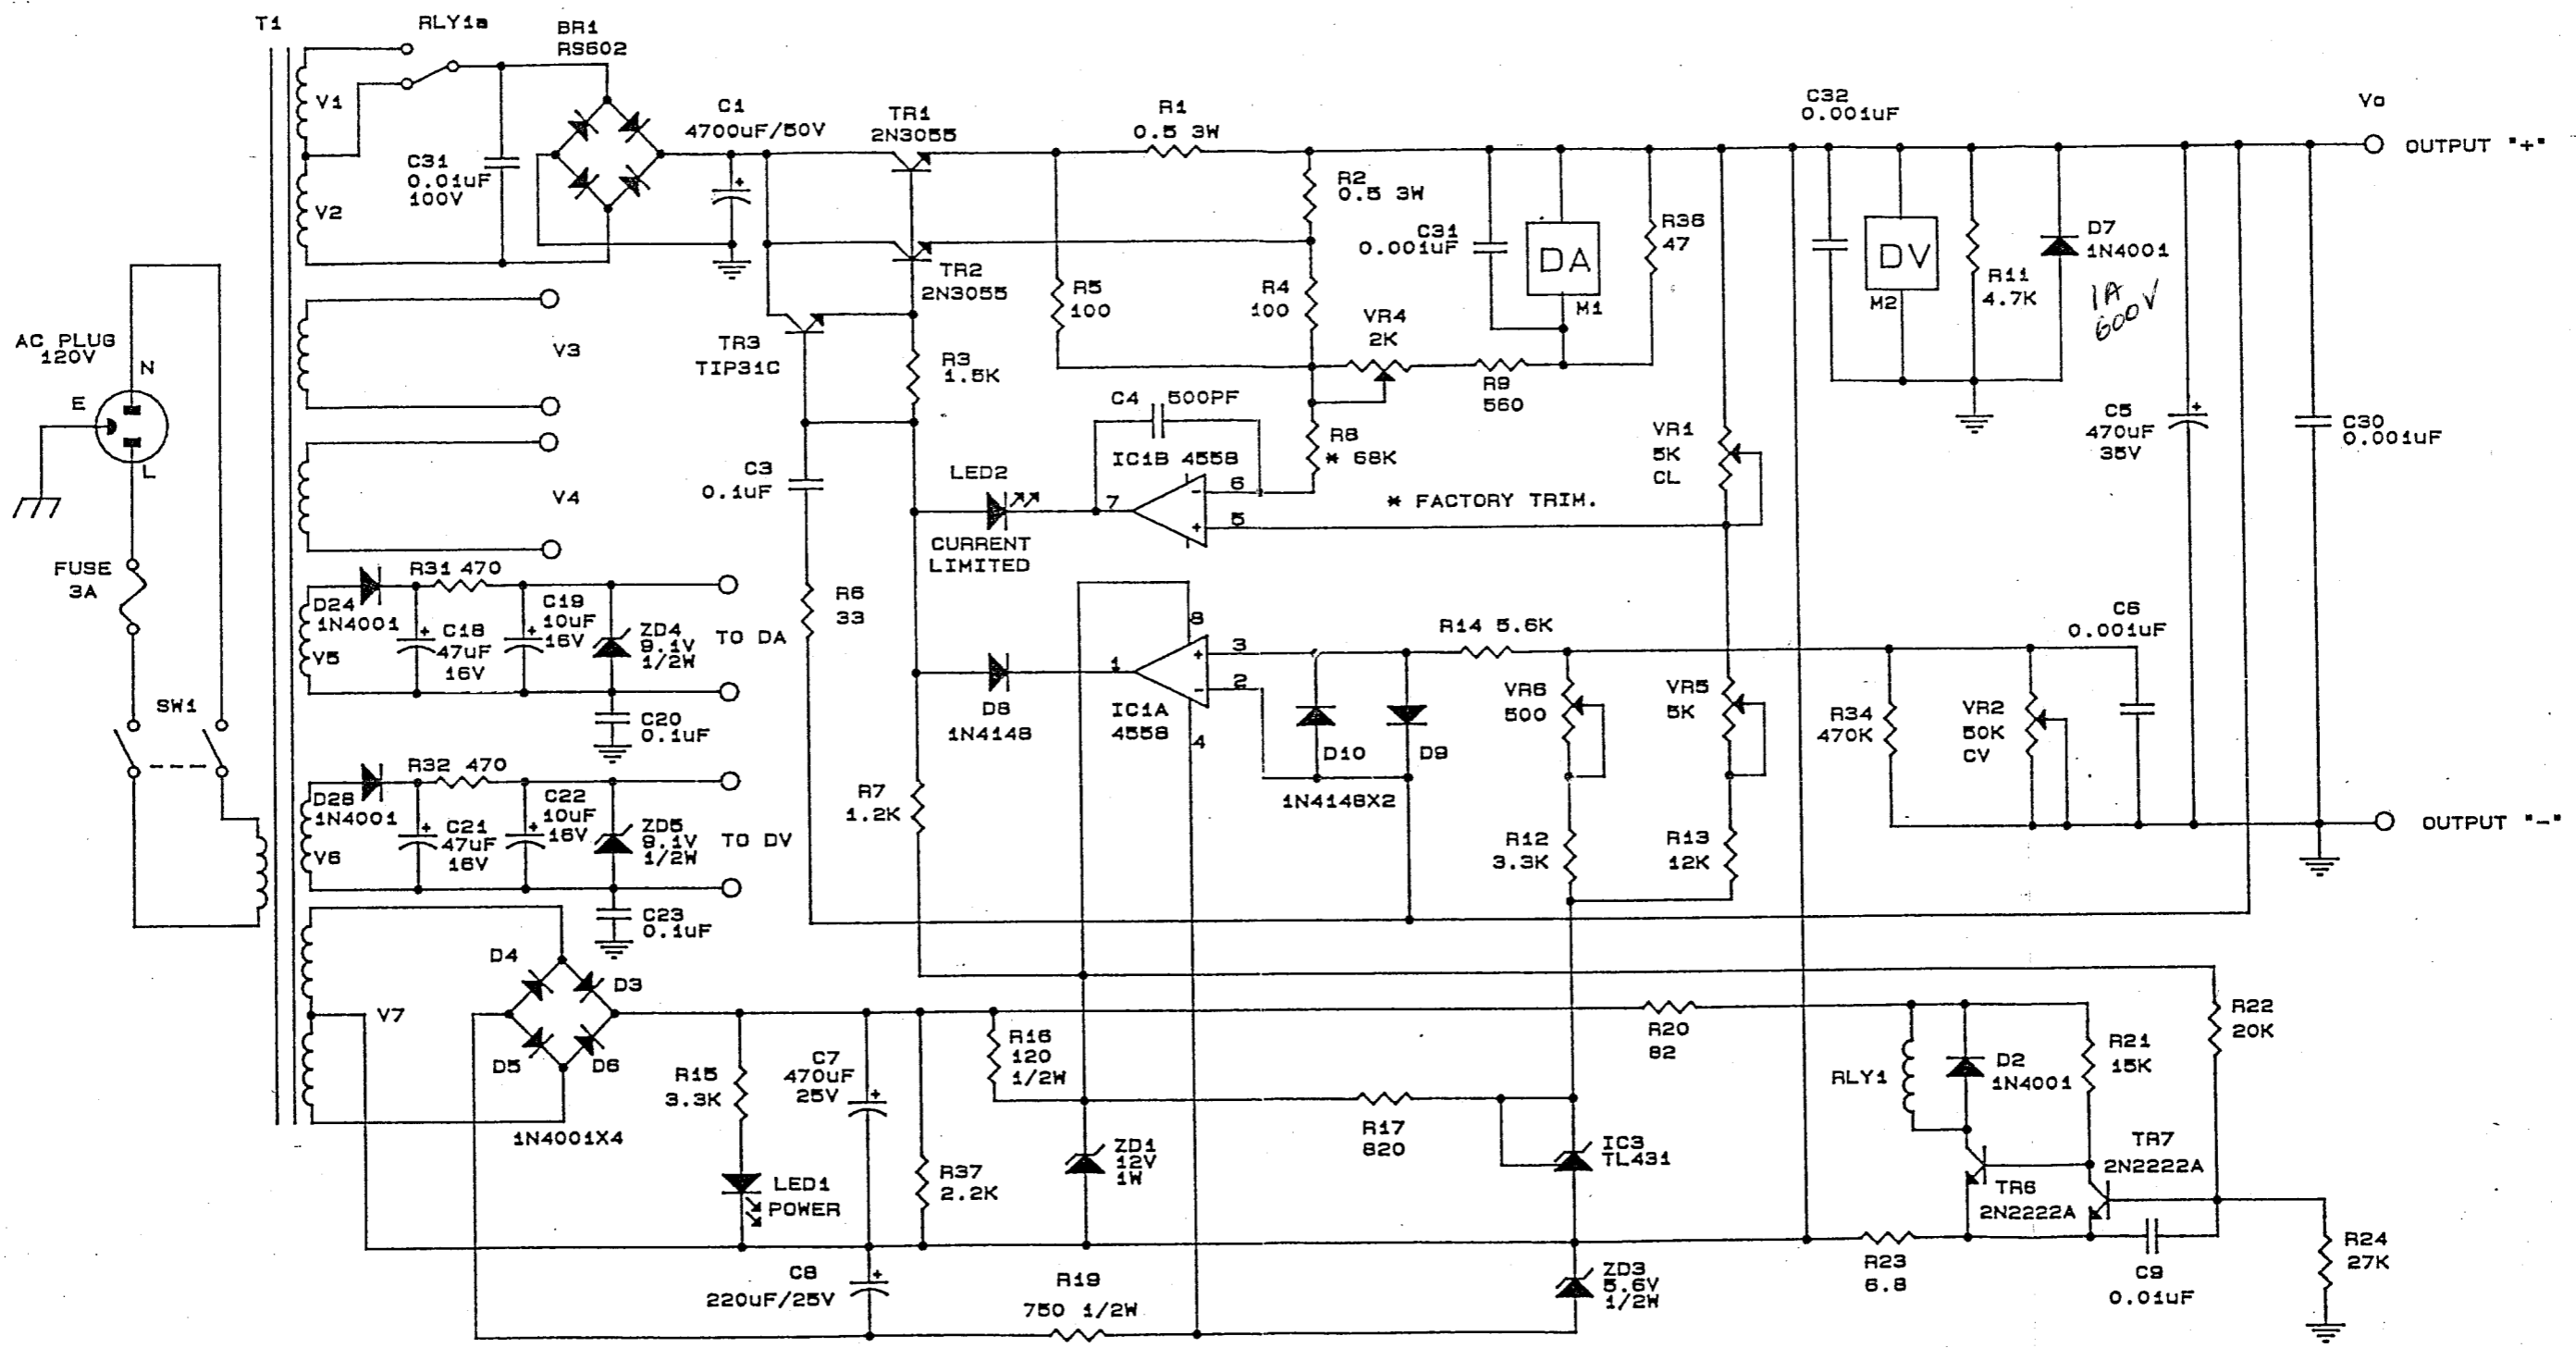 T1
RLY1a
BR1
RS602
V1
V2
C31
0.01uF
100V
C1
4700uF/50V
TR1
2N3055
R1
0.5 3W
C32
0.001uF
Vo
OUTPUT "+"
R2
0.5 3W
C31
0.001uF
DA
M1
R36
47
DV
M2
R11
4.7K
D7
1N4001
1A
600V
TR2
2N3055
R5
100
R4
100
VR4
2K
R9
560
AC PLUG
120V
N
E
L
V3
V4
TR3
TIP31C
R3
1.5K
C4 500PF
IC1B 4558
R8
* 68K
VR1
5K
CL
C5
470uF
35V
C30
0.001uF
C3
0.1uF
LED2
CURRENT
LIMITED
7
6
5
-
+
* FACTORY TRIM.
FUSE
3A
R31 470
D24
1N4001
V5
C18
47uF
16V
C19
10uF
16V
ZD4
9.1V
1/2W
TO DA
C20
0.1uF
R6
33
8
1
3
2
4
+
-
D8
1N4148
IC1A
4558
R14 5.6K
D10
D9
1N4148X2
VR6
500
VR5
5K
R34
470K
VR2
50K
CV
C6
0.001uF
SW1
R32 470
D28
1N4001
V6
C21
47uF
16V
C22
10uF
16V
ZD5
9.1V
1/2W
TO DV
C23
0.1uF
R7
1.2K
R12
3.3K
R13
12K
OUTPUT "-"
D4
D3
D5
D6
V7
1N4001X4
R15
3.3K
C7
470uF
25V
R16
120
1/2W
R20
82
R22
20K
RLY1
D2
1N4001
R21
15K
LED1
POWER
R37
2.2K
ZD1
12V
1W
R17
820
IC3
TL431
TR7
2N2222A
TR6
2N2222A
C8
220uF/25V
R19
750 1/2W
ZD3
5.6V
1/2W
R23
6.8
C9
0.01uF
R24
27K